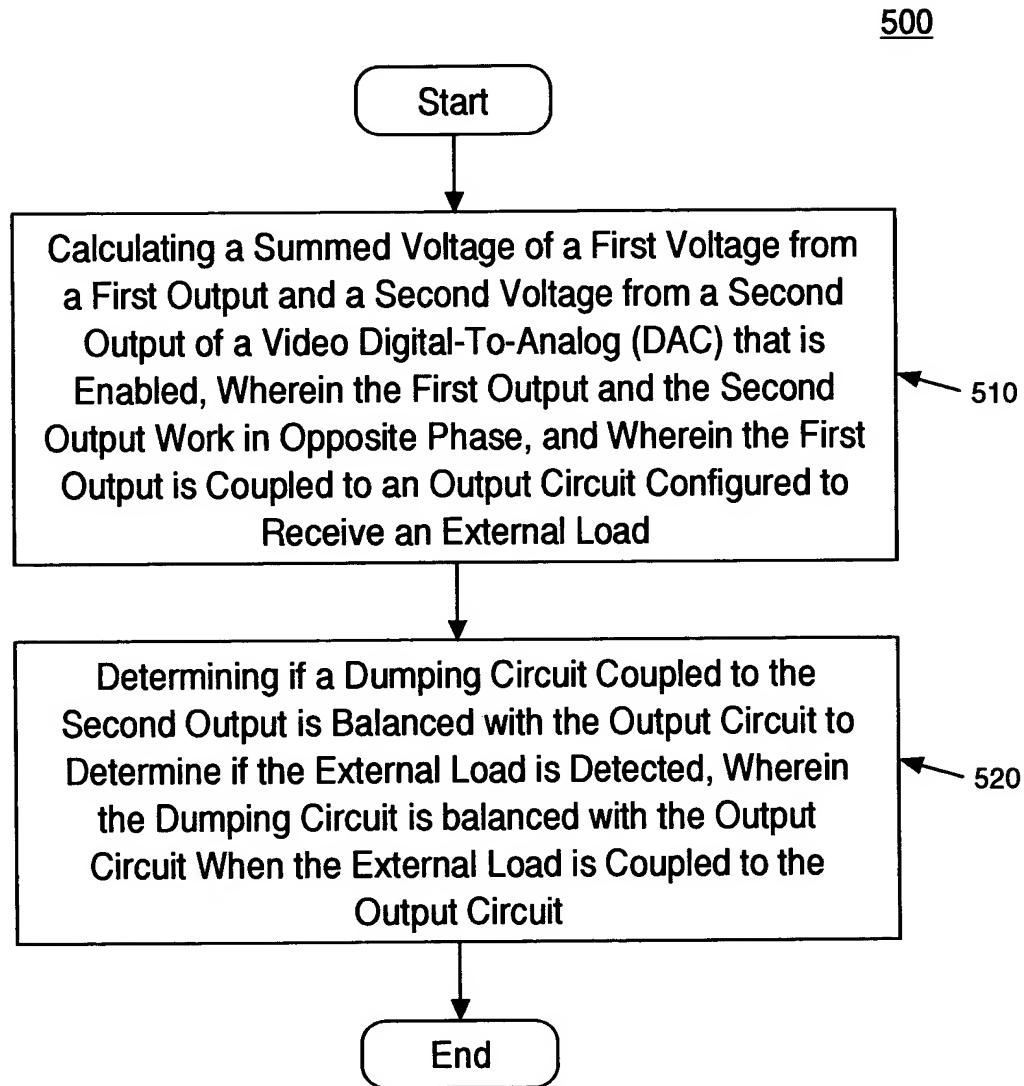 500
Start
Calculating a Summed Voltage of a First Voltage from
a First Output and a Second Voltage from a Second
Output of a Video Digital-To-Analog (DAC) that is
Enabled, Wherein the First Output and the Second
Output Work in Opposite Phase, and Wherein the First
Output is Coupled to an Output Circuit Configured to
Receive an External Load
510
Determining if a Dumping Circuit Coupled to the
Second Output is Balanced with the Output Circuit to
Determine if the External Load is Detected, Wherein
the Dumping Circuit is balanced with the Output
Circuit When the External Load is Coupled to the
Output Circuit
520
End